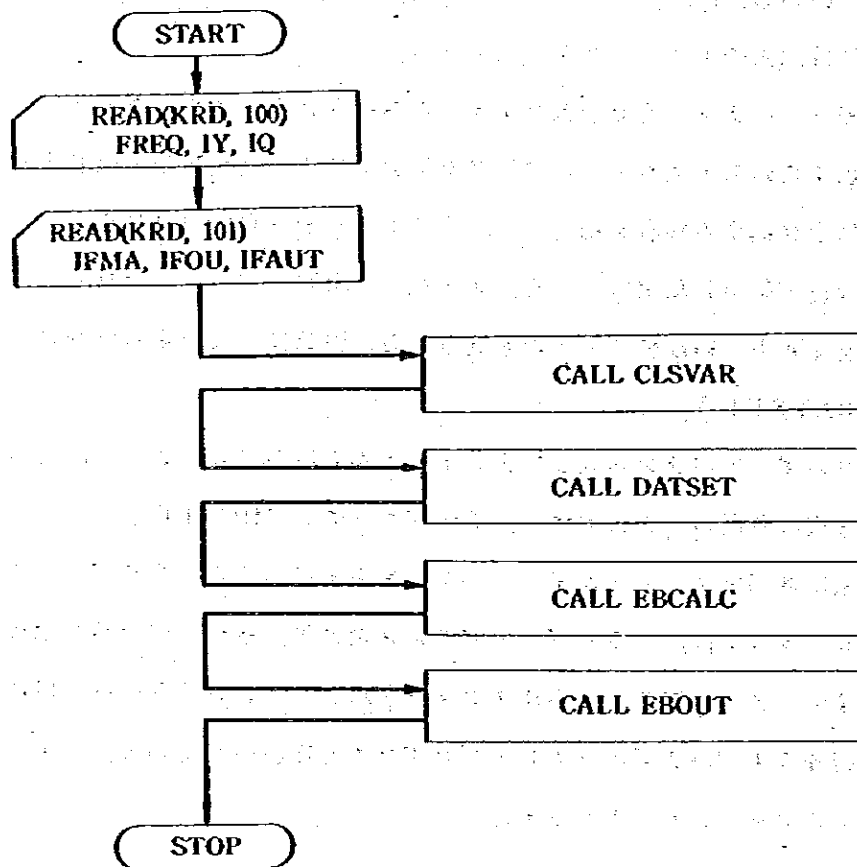 START
READ(KRD, 100)
FREQ, IY, IQ
READ(KRD, 101)
IFMA, IFOU, IFAUT
CALL CLSVAR
CALL DATSET
CALL EBCALC
CALL EBOUT
STOP